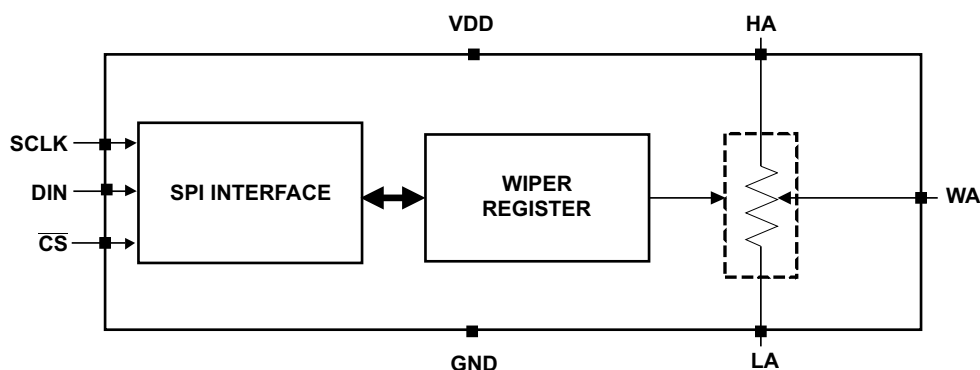 VDD
HA
SCLK
DIN
CS
SPI INTERFACE
WIPER
REGISTER
WA
GND
LA